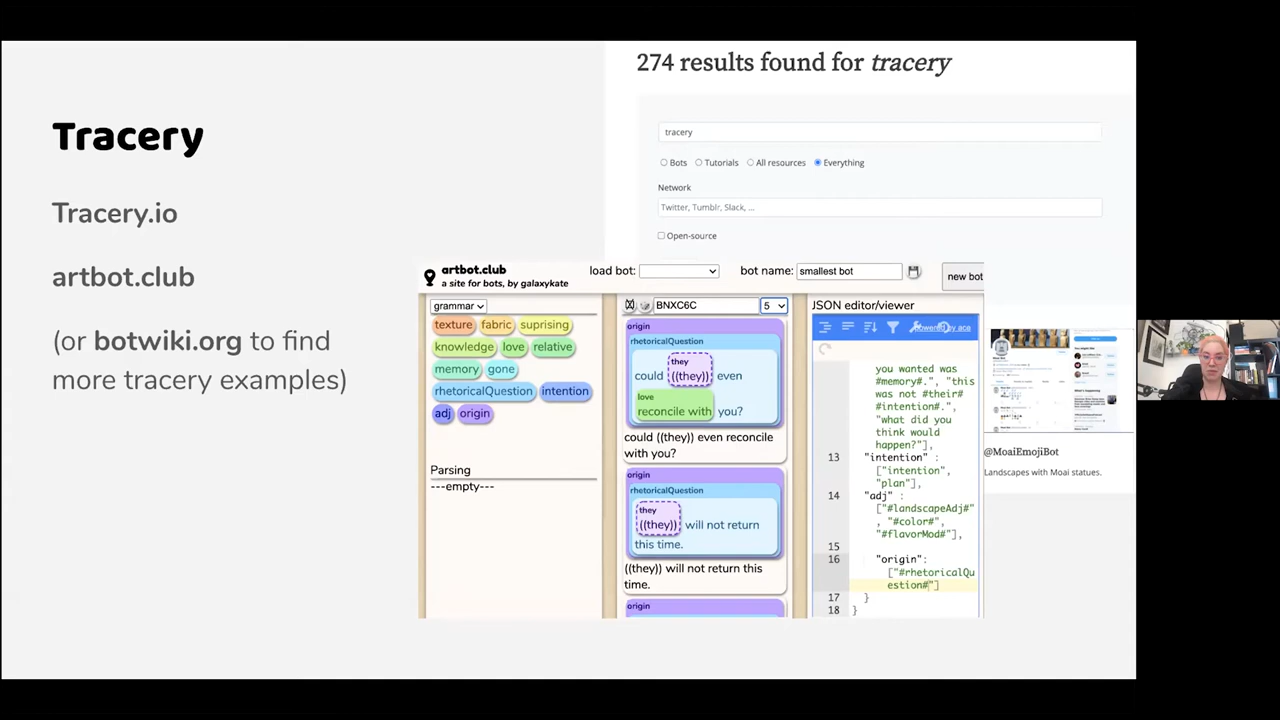 Tracery
Tracery.io
artbot.club
(or botwiki.org to find
more tracery examples)
274 results found for tracery
tracery
Bots Tutorials All resources Everything
Network
Twitter, Tumblr, Slack, ...
Open-source
artbot.club
a site for bots, by galaxykate
load bot:
bot name: smallest bot
new bot
grammar
texture fabric suprising
knowledge love relative
memory gone
rhetoricalQuestion intention
adj origin
Parsing
---empty---
BNXC6C 5
origin
rhetoricalQuestion
they
could ((they)) even
love
reconcile with you?
could ((they)) even reconcile
with you?
origin
rhetoricalQuestion
they
((they)) will not return
this time.
((they)) will not return this
time.
origin
JSON editor/viewer
powered by ace
you wanted was
#memory#.", "this
was not #their#
#intention#.",
"what did you
think would
happen?"],
13 "intention" :
["intention",
"plan"],
14 "adj" :
["#landscapeAdj#"
, "#color#",
"#flavorMod#"],
15
16 "origin":
["#rhetoricalQu
estion#"]
17 }
18 }
@MoaiEmojiBot
Landscapes with Moai statues.